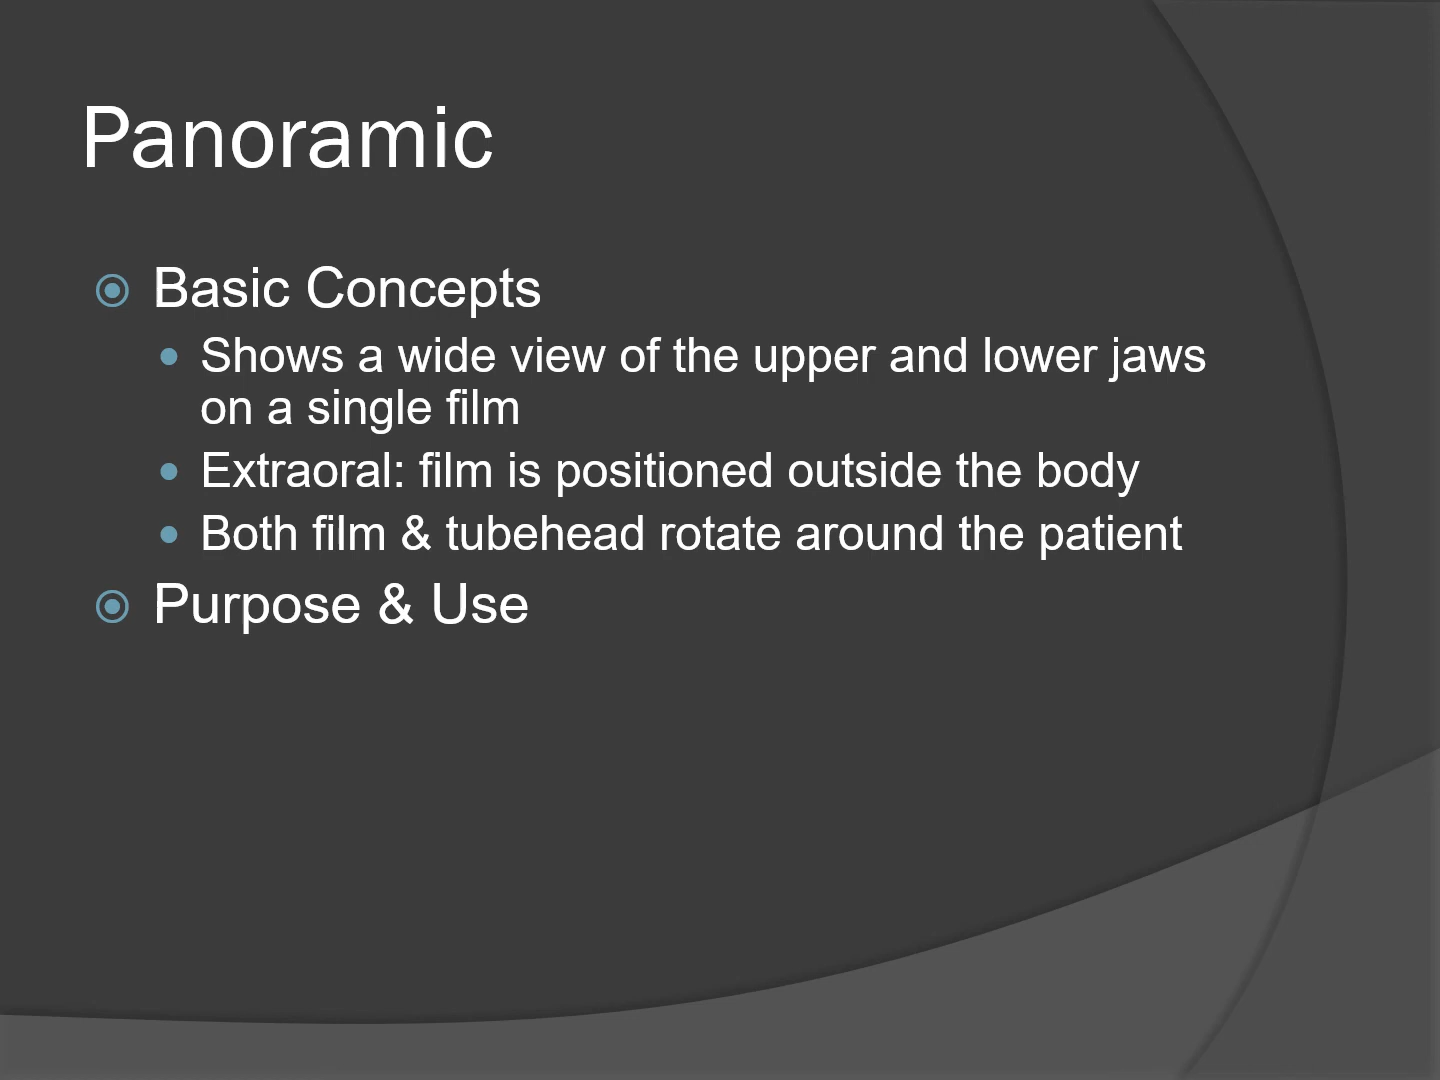 Panoramic
Basic Concepts
Shows a wide view of the upper and lower jaws
on a single film
Extraoral: film is positioned outside the body
Both film & tubehead rotate around the patient
Purpose & Use